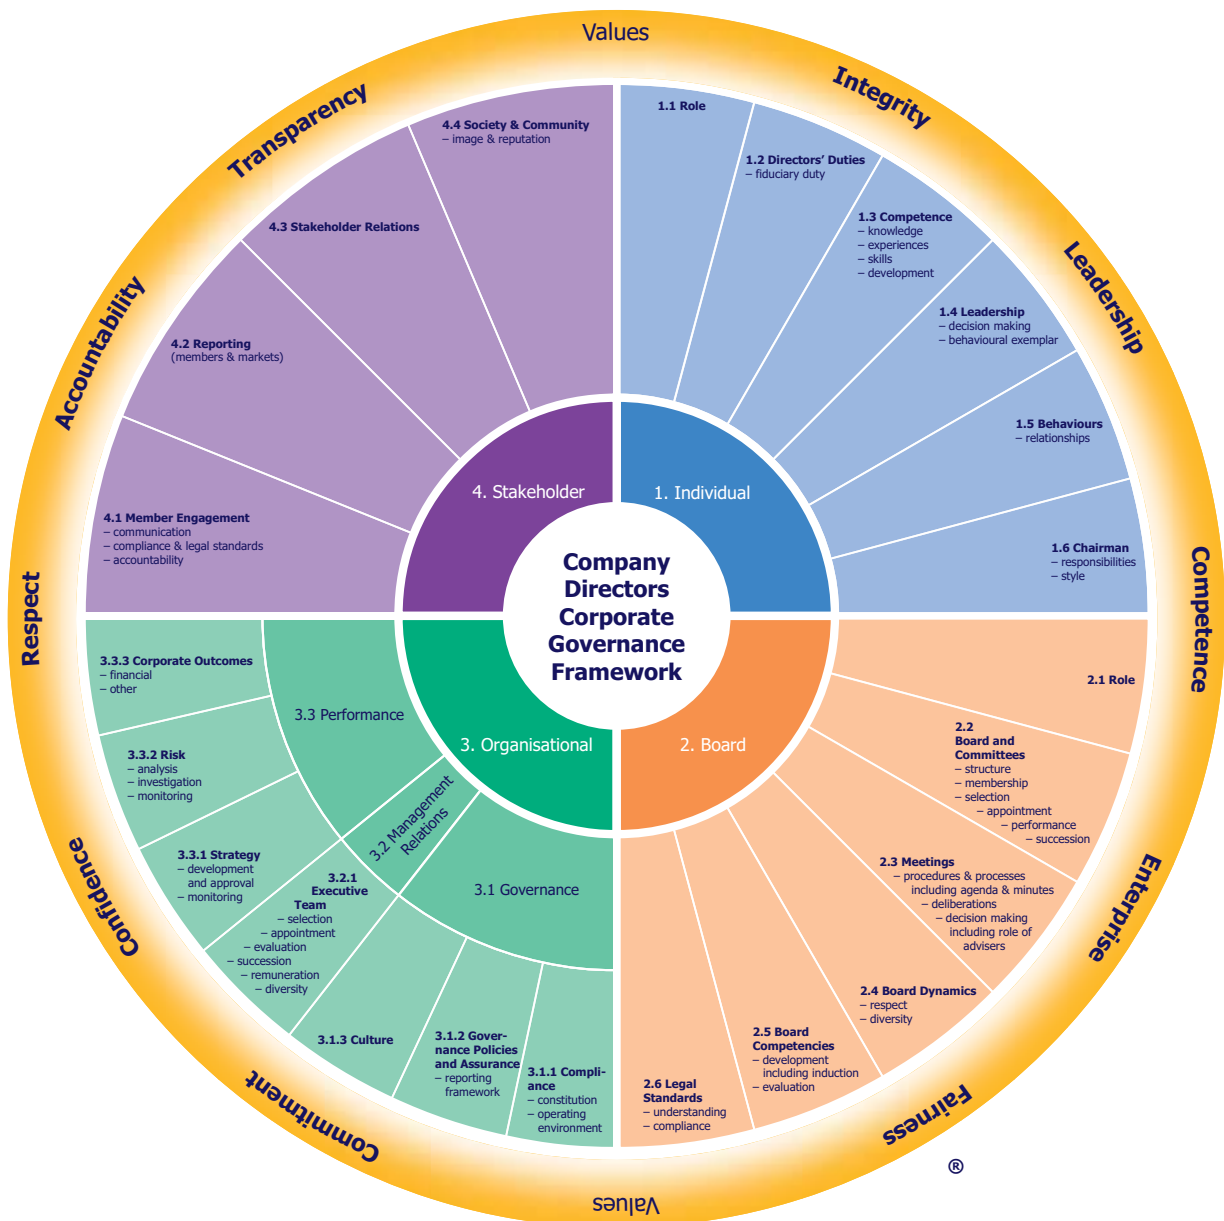 Values
Integrity
Leadership
Competence
Enterprise
Fairness
Values
Commitment
Confidence
Respect
Accountability
Transparency
Company
Directors
Corporate
Governance
Framework
1. Individual
1.1 Role
1.2 Directors' Duties
– fiduciary duty
1.3 Competence
– knowledge
– experiences
– skills
– development
1.4 Leadership
– decision making
– behavioural exemplar
1.5 Behaviours
– relationships
1.6 Chairman
– responsibilities
– style
2. Board
2.1 Role
2.2
Board and
Committees
– structure
– membership
– selection
– appointment
– performance
– succession
2.3 Meetings
– procedures & processes
including agenda & minutes
– deliberations
– decision making
including role of
advisers
2.4 Board Dynamics
– respect
– diversity
2.5 Board
Competencies
– development
including induction
– evaluation
2.6 Legal
Standards
– understanding
– compliance
3. Organisational
3.1 Governance
3.1.1 Compli-
ance
– constitution
– operating
environment
3.1.2 Gover-
nance Policies
and Assurance
– reporting
framework
3.1.3 Culture
3.2 Management
Relations
3.2.1
Executive
Team
– selection
– appointment
– evaluation
– succession
– remuneration
– diversity
3.3 Performance
3.3.1 Strategy
– development
and approval
– monitoring
3.3.2 Risk
– analysis
– investigation
– monitoring
3.3.3 Corporate Outcomes
– financial
– other
4. Stakeholder
4.1 Member Engagement
– communication
– compliance & legal standards
– accountability
4.2 Reporting
(members & markets)
4.3 Stakeholder Relations
4.4 Society & Community
– image & reputation
®